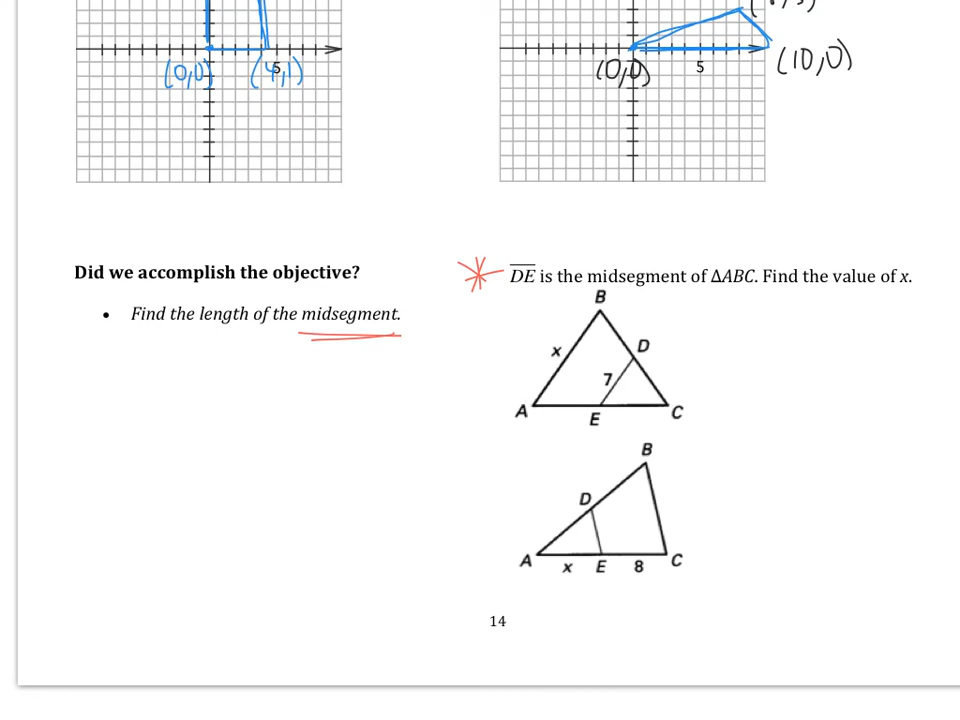 (0,0)
(4,1)
5
(0,0)
5
(10,0)
Did we accomplish the objective?
• Find the length of the midsegment.
DE is the midsegment of ΔABC. Find the value of x.
B
x
D
7
A
E
C
B
D
A
x
E
8
C
14